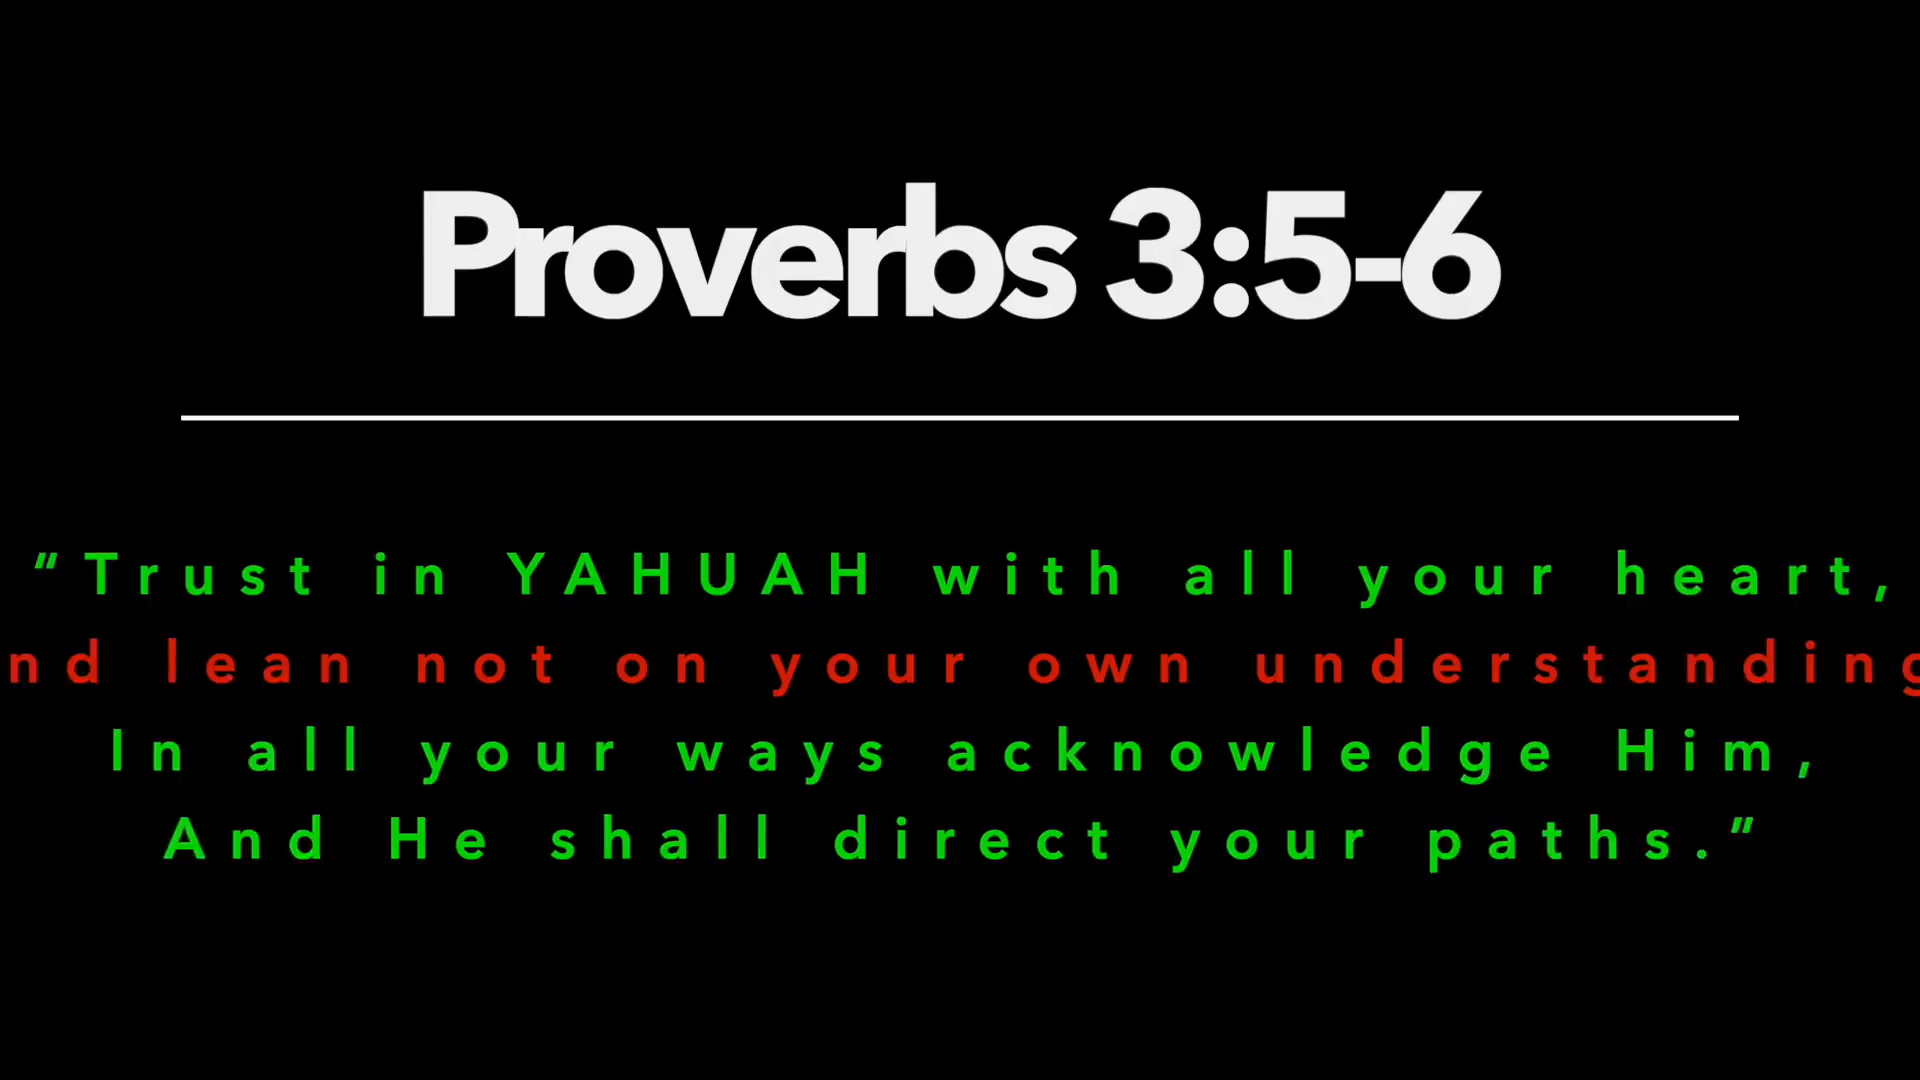 Proverbs 3:5-6
“Trust in YAHUAH with all your heart,
nd lean not on your own understanding
In all your ways acknowledge Him,
And He shall direct your paths.”